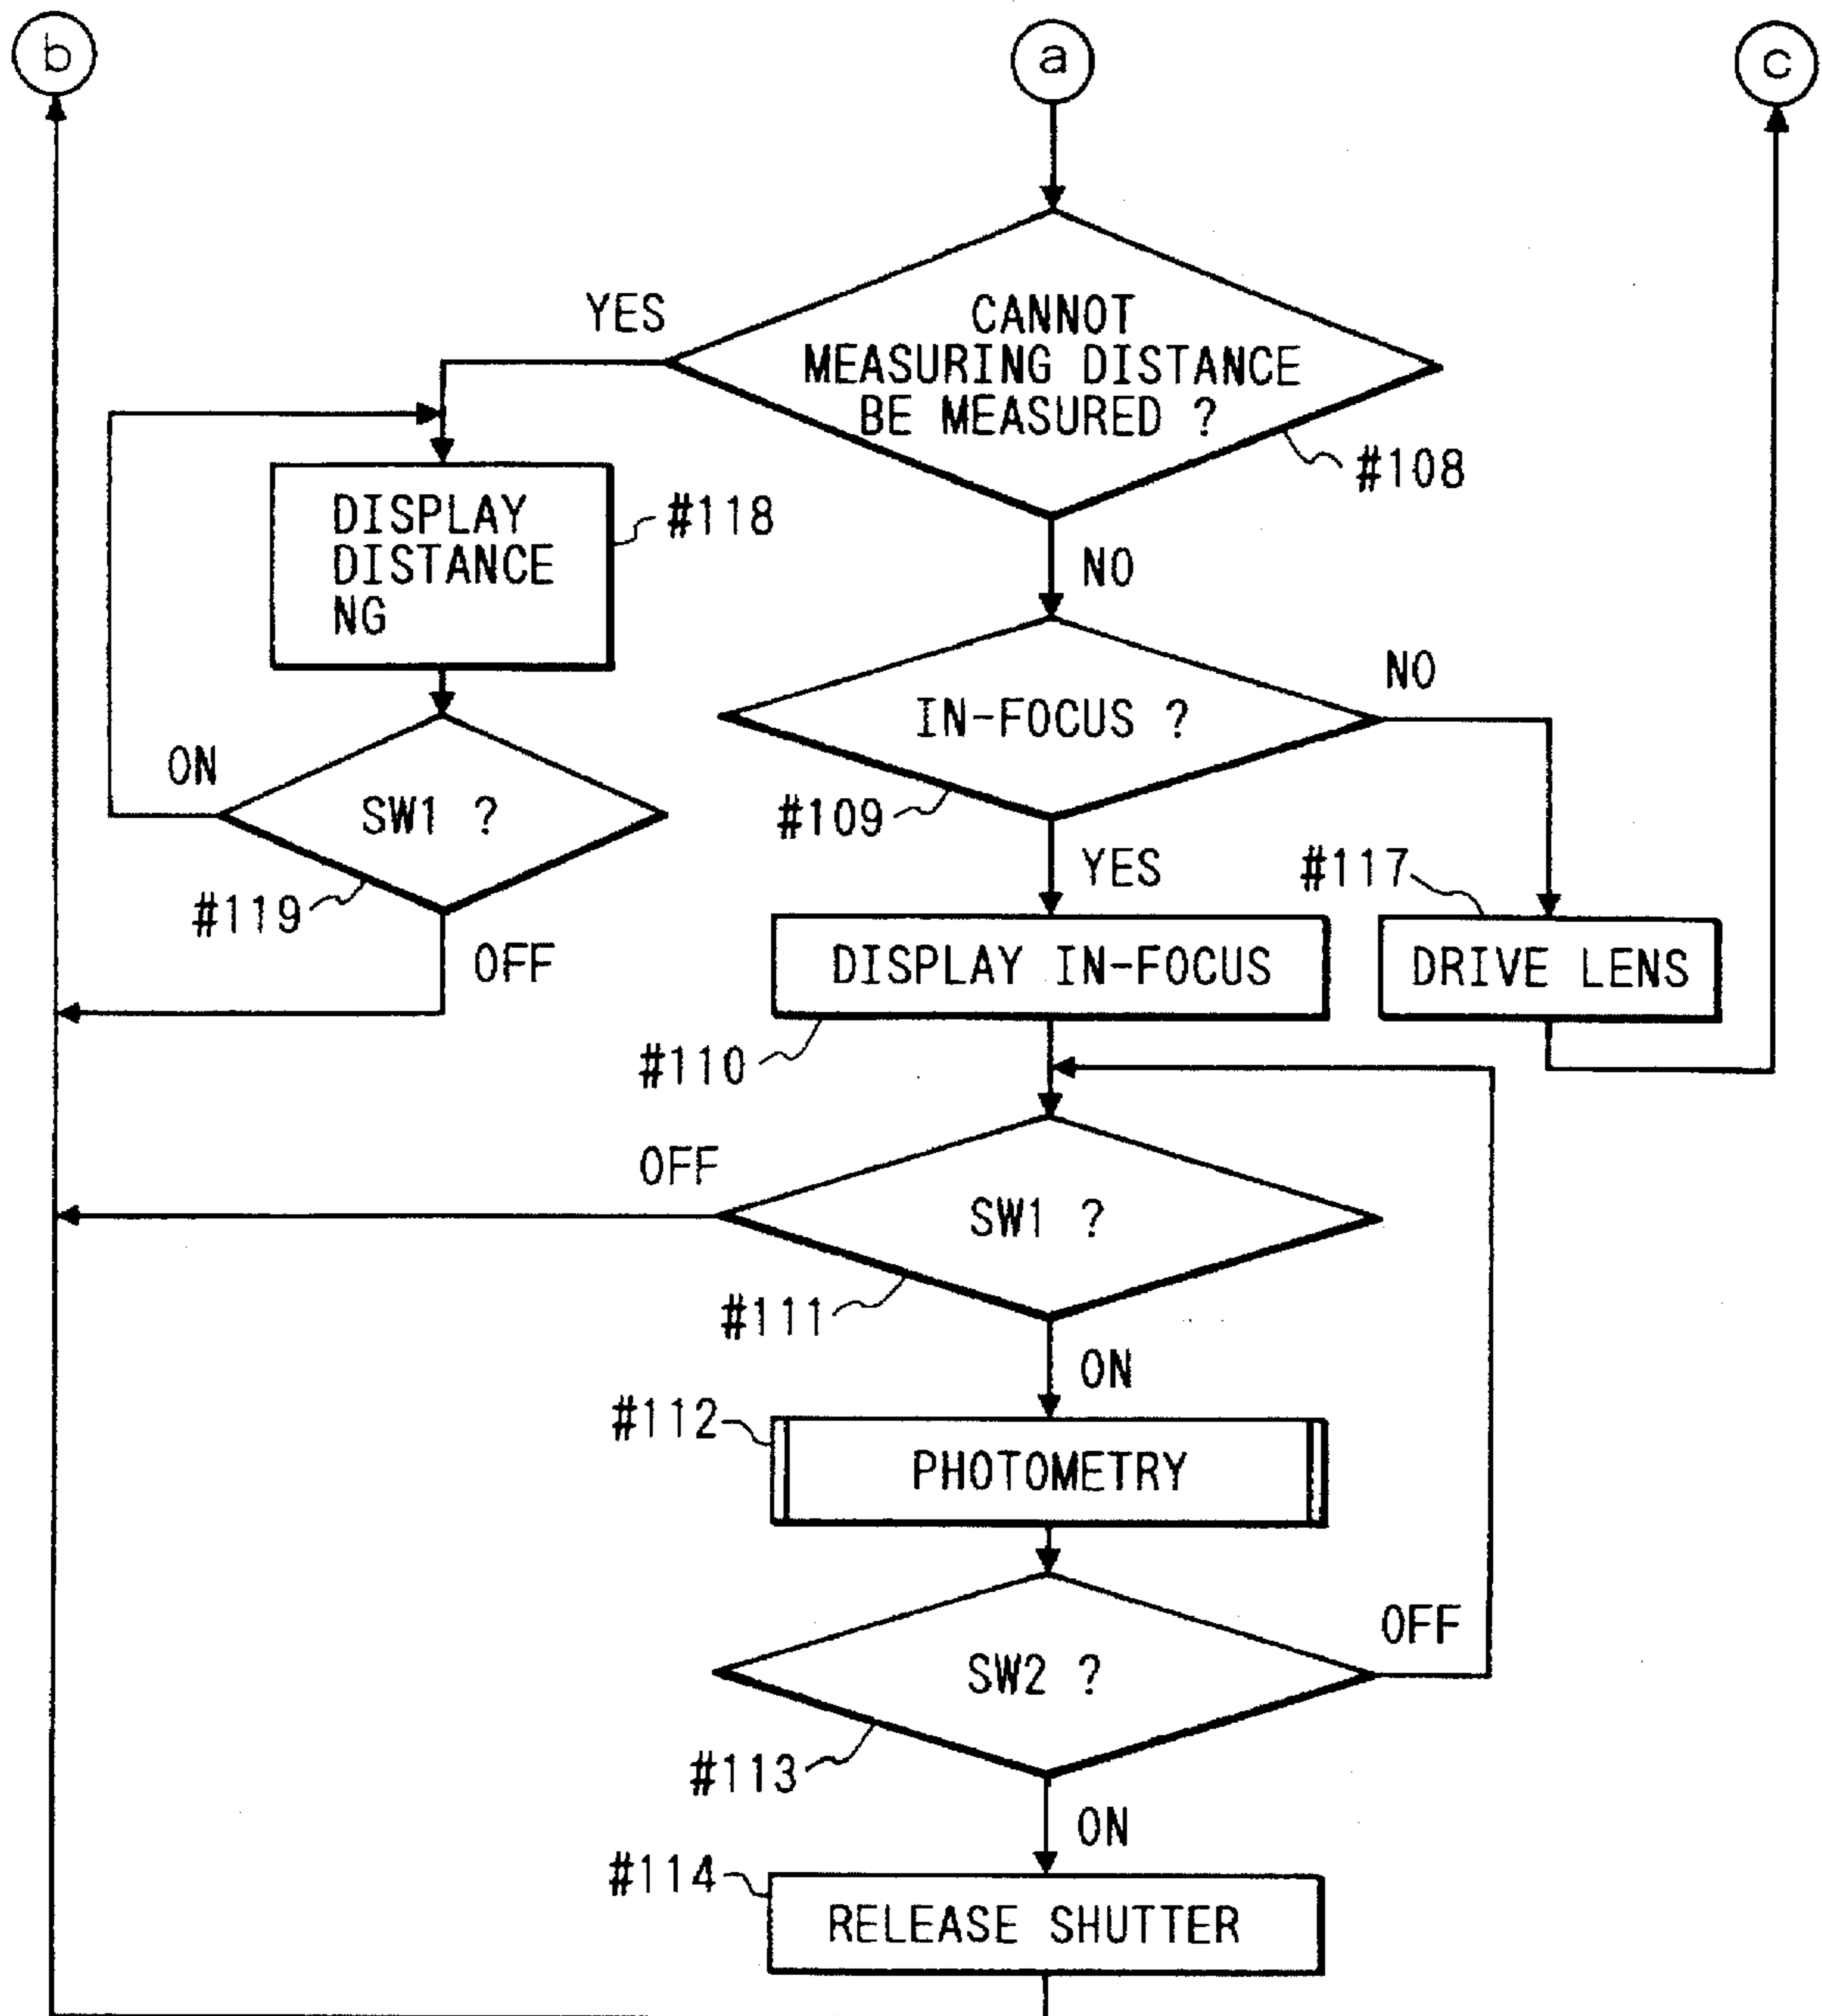 b
a
c
YES
CANNOT
MEASURING DISTANCE
BE MEASURED ?
#108
DISPLAY
DISTANCE
NG
#118
NO
IN-FOCUS ?
NO
#109
ON
SW1 ?
#119
OFF
YES
#117
DISPLAY IN-FOCUS
DRIVE LENS
#110
OFF
SW1 ?
#111
ON
#112
PHOTOMETRY
SW2 ?
OFF
#113
ON
#114
RELEASE SHUTTER